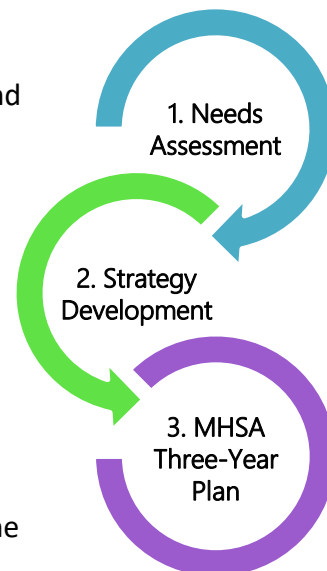 nd
1. Needs
Assessment
2. Strategy
Development
3. MHSA
Three-Year
Plan
ne